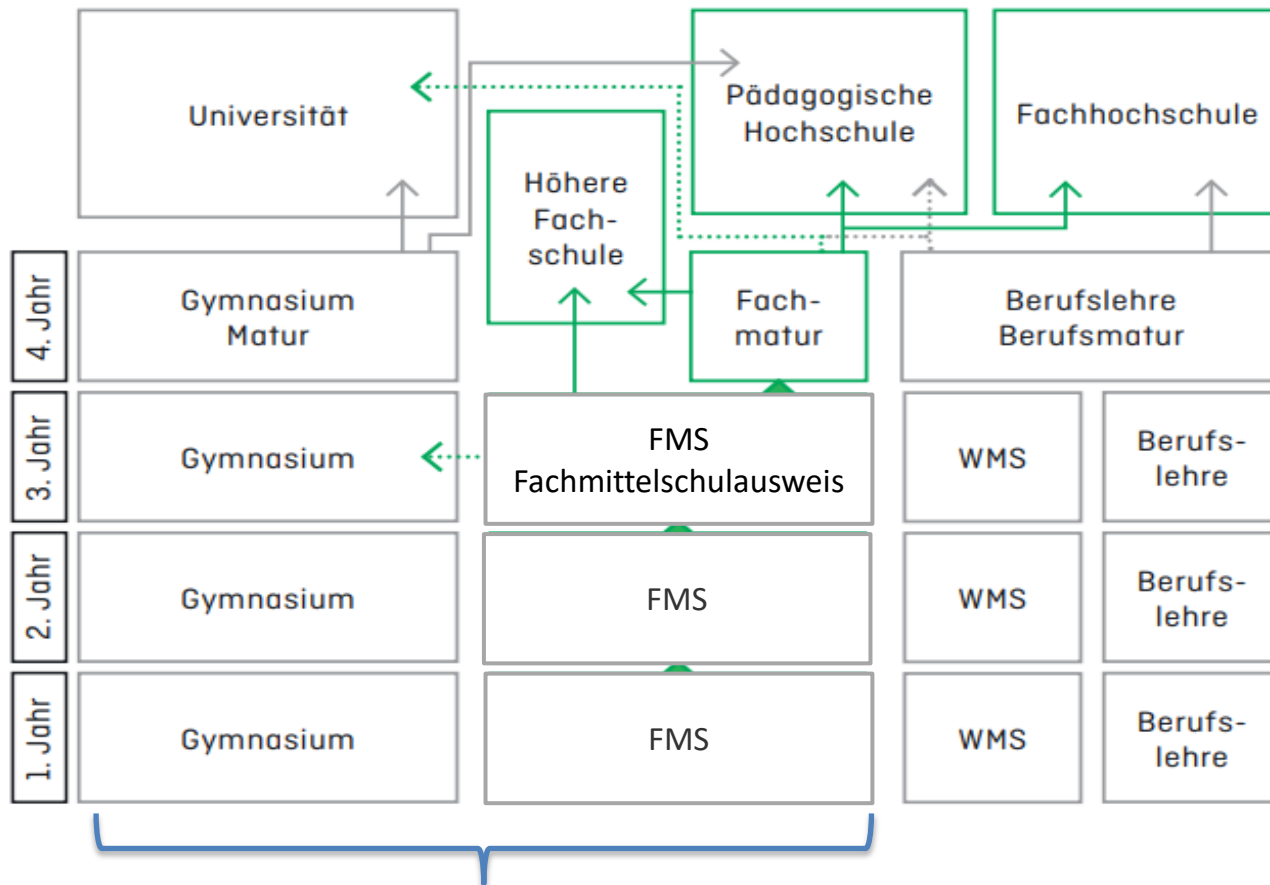 Universität
Pädagogische
Hochschule
Fachhochschule
Höhere
Fach-
schule
4. Jahr
Gymnasium
Matur
Fach-
matur
Berufslehre
Berufsmatur
3. Jahr
Gymnasium
FMS
Fachmittelschulausweis
WMS
Berufs-
lehre
2. Jahr
Gymnasium
FMS
WMS
Berufs-
lehre
1. Jahr
Gymnasium
FMS
WMS
Berufs-
lehre